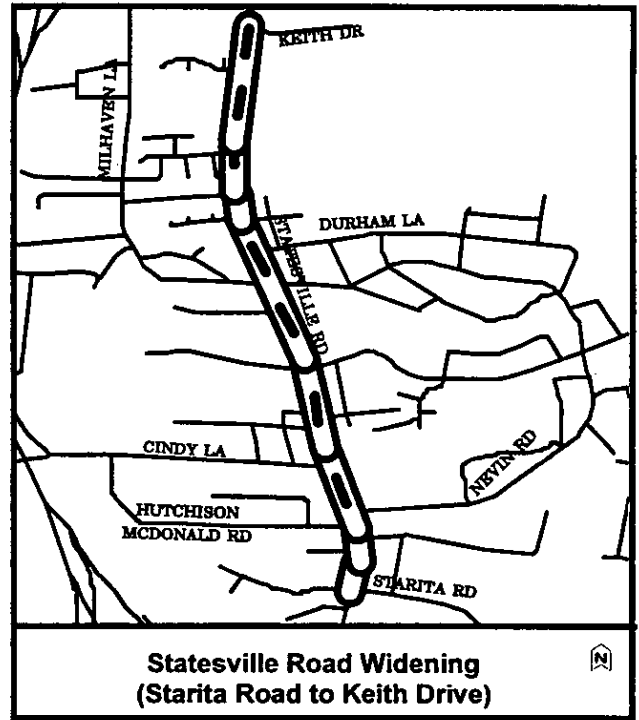 KEITH DR
MILHAVEN LA
DURHAM LA
STATESVILLE RD
CINDY LA
NEVIN RD
HUTCHISON
MCDONALD RD
STARITA RD
Statesville Road Widening
(Starita Road to Keith Drive)
N